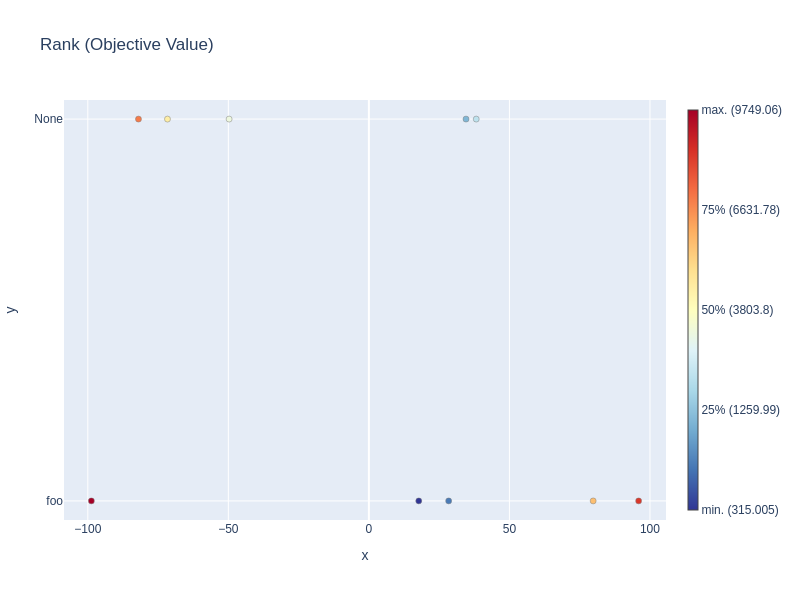 Rank (Objective Value)
None
foo
y
−100
−50
0
50
100
x
max. (9749.06)
75% (6631.78)
50% (3803.8)
25% (1259.99)
min. (315.005)